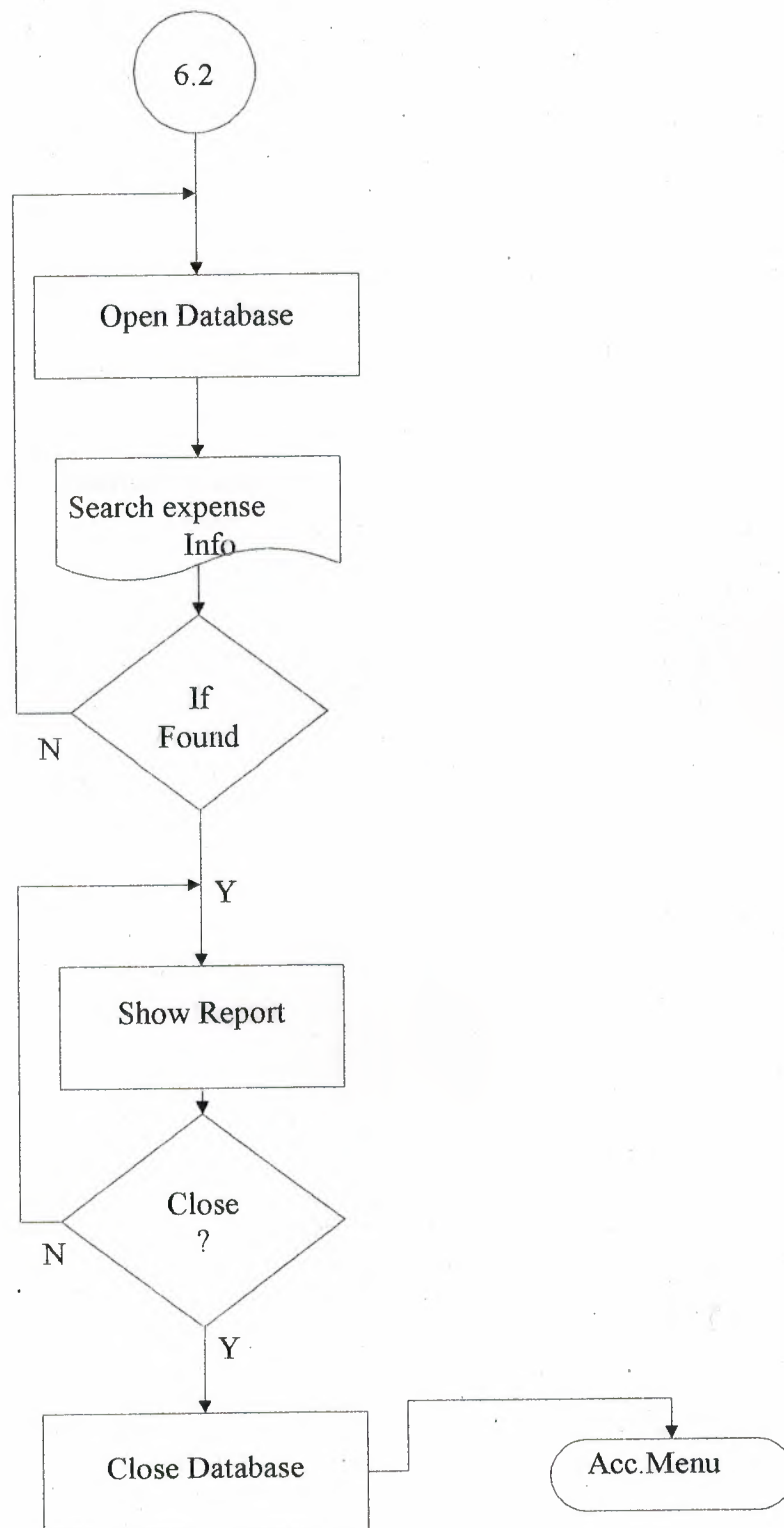 6.2
Open Database
Search expense
Info
If
Found
N
Y
Show Report
Close
?
N
Y
Close Database
Acc.Menu